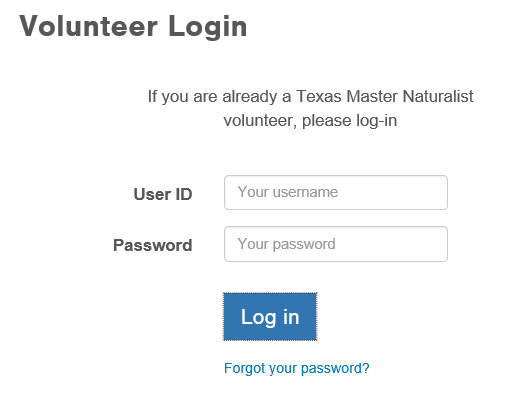 Volunteer Login
If you are already a Texas Master Naturalist
volunteer, please log-in
User ID Your username
Password Your password
Log in
Forgot your password?